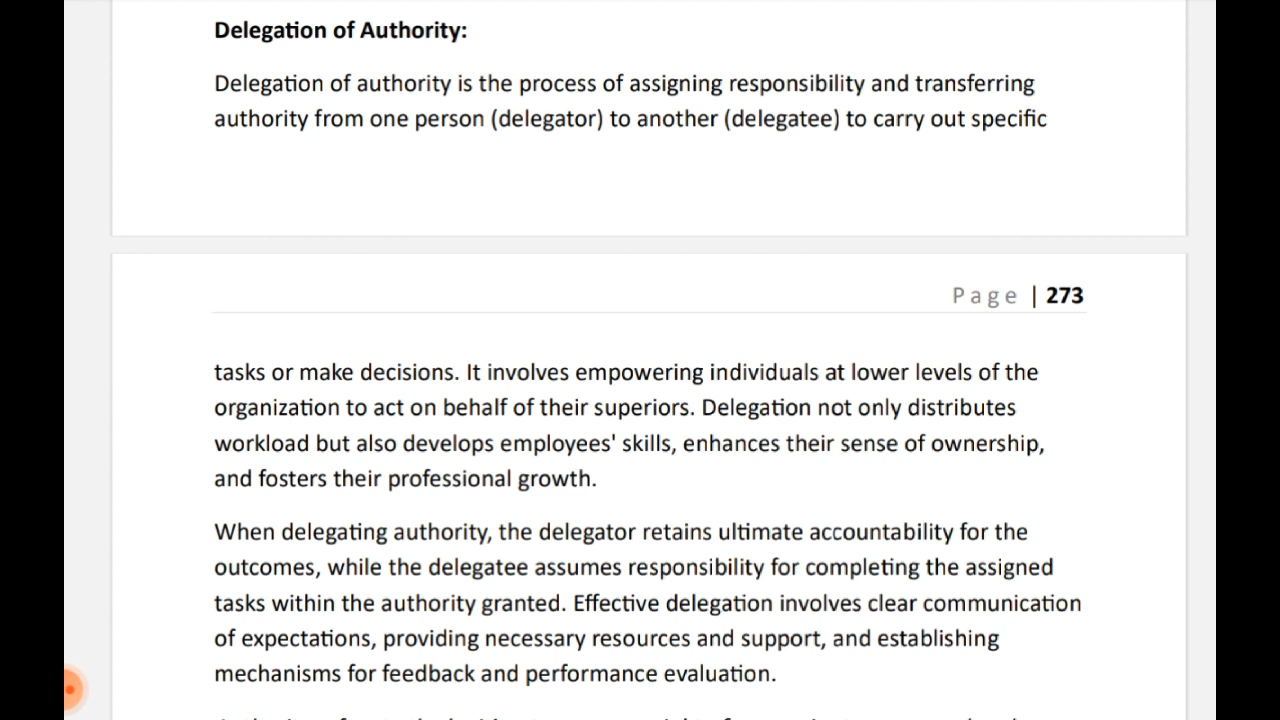 Delegation of Authority:
Delegation of authority is the process of assigning responsibility and transferring
authority from one person (delegator) to another (delegatee) to carry out specific
Page | 273
tasks or make decisions. It involves empowering individuals at lower levels of the
organization to act on behalf of their superiors. Delegation not only distributes
workload but also develops employees' skills, enhances their sense of ownership,
and fosters their professional growth.
When delegating authority, the delegator retains ultimate accountability for the
outcomes, while the delegatee assumes responsibility for completing the assigned
tasks within the authority granted. Effective delegation involves clear communication
of expectations, providing necessary resources and support, and establishing
mechanisms for feedback and performance evaluation.